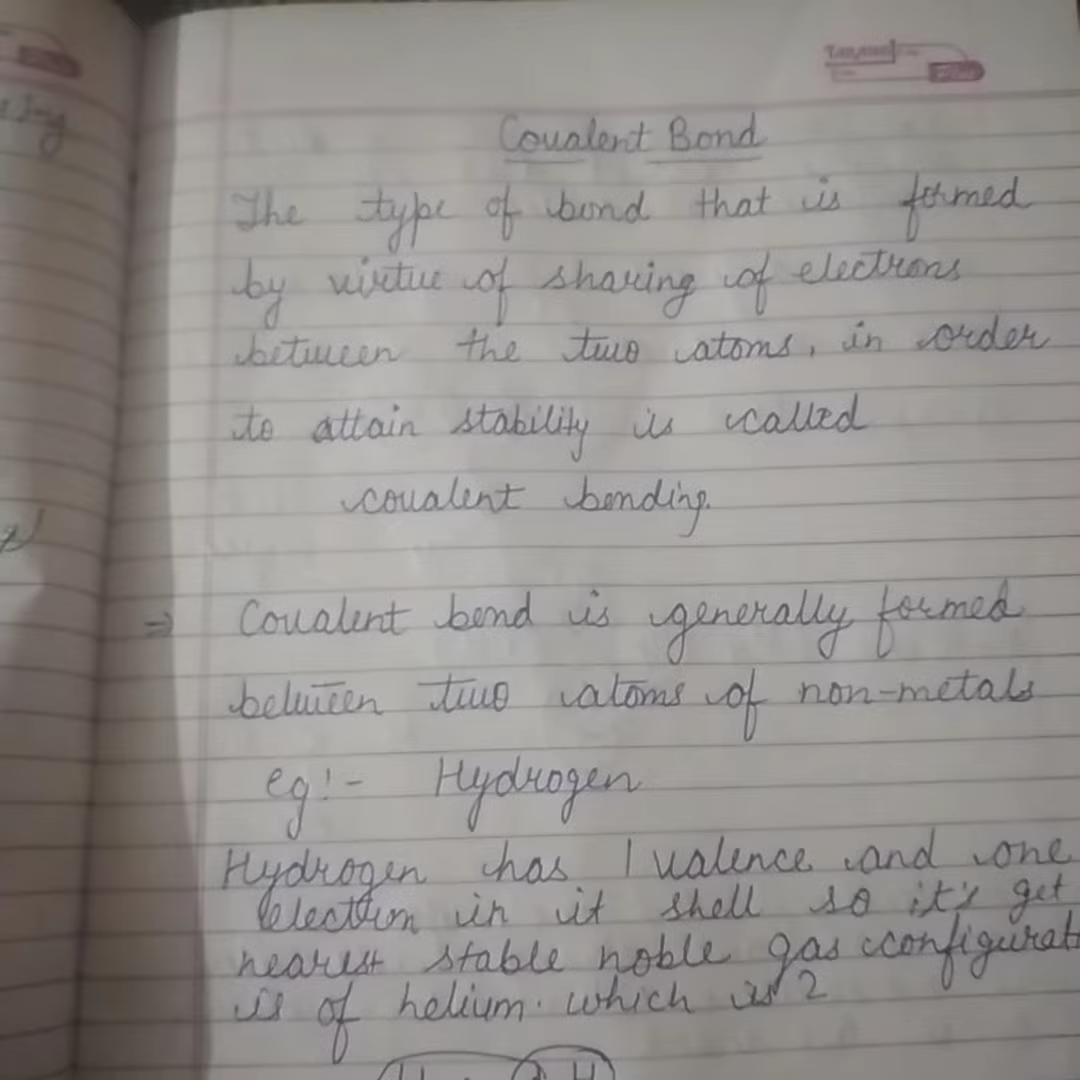 Covalent Bond
The type of bond that is formed
by virtue of sharing of electrons
between the two atoms, in order
to attain stability is called
covalent bonding.
⇒ Covalent bond is generally formed
between two atoms of non-metals
eg:- Hydrogen
Hydrogen has 1 valence and one
electron in it shell so it's get
nearest stable noble gas configurat
is of helium. which is 2
H H